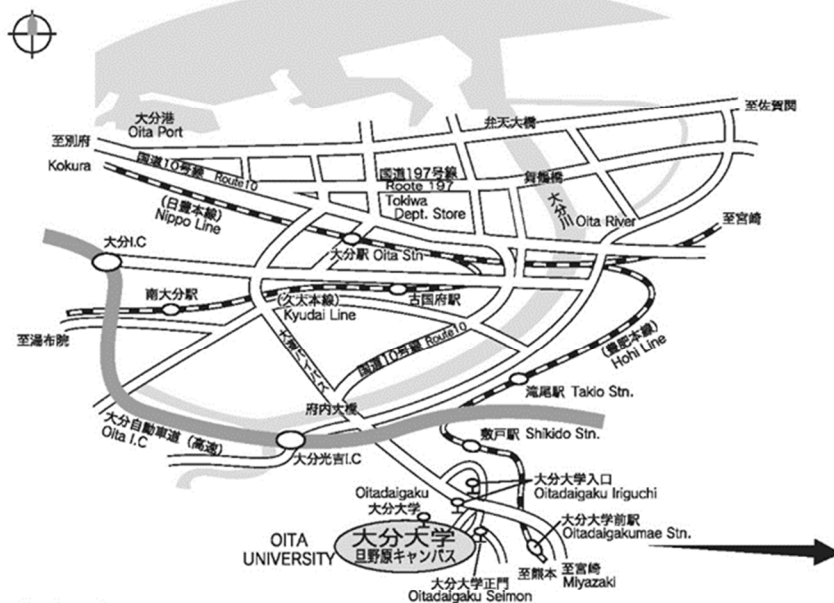 大分港
Oita Port
至別府
Kokura
国道10号線 Route10
(日豊本線)
Nippo Line
弁天大橋
至佐賀関
国道197号線
Roote 197
Tokiwa
Dept. Store
舞鶴橋
大分川 Oita River
至宮崎
大分I.C
大分駅 Oita Stn
南大分駅
(久大本線)
Kyudai Line
古国府駅
至湯布院
国道10号線 Route10
(豊肥本線)
Hohi Line
滝尾駅 Takio Stn.
府内大橋
大分自動車道(高速)
Oita I.C
大分光吉I.C
敷戸駅 Shikido Stn.
Oitadaigaku
大分大学
大分大学入口
Oitadaigaku Iriguchi
OITA
UNIVERSITY
大分大学
旦野原キャンパス
大分大学前駅
Oitadaigakumae Stn.
大分大学正門
Oitadaigaku Seimon
至熊本
至宮崎
Miyazaki